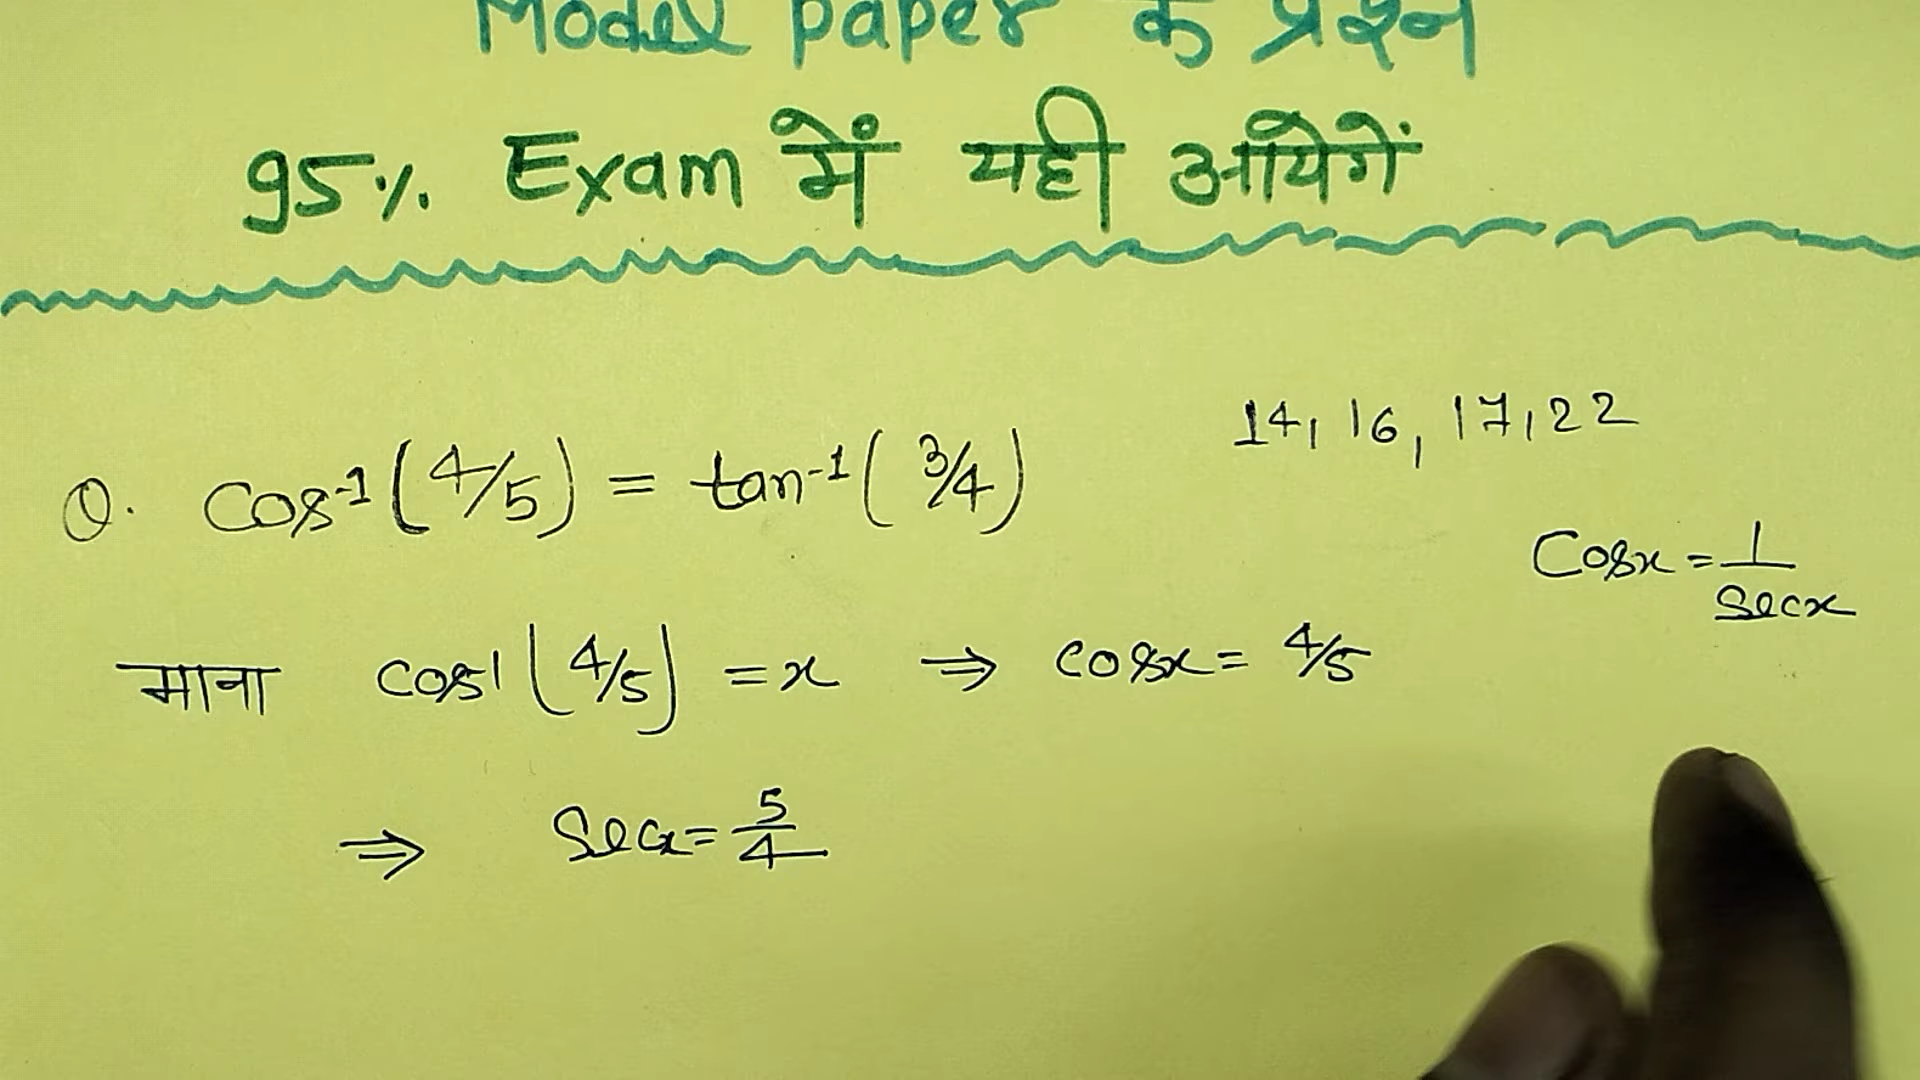 Model paper के प्रश्न
95% Exam में यही आयेगें
14, 16, 17, 22
Q. Cos⁻¹(4/5) = tan⁻¹(3/4)
Cosx = 1/Secx
माना cos⁻¹(4/5) = x ⇒ cosx = 4/5
⇒ Secx = 5/4